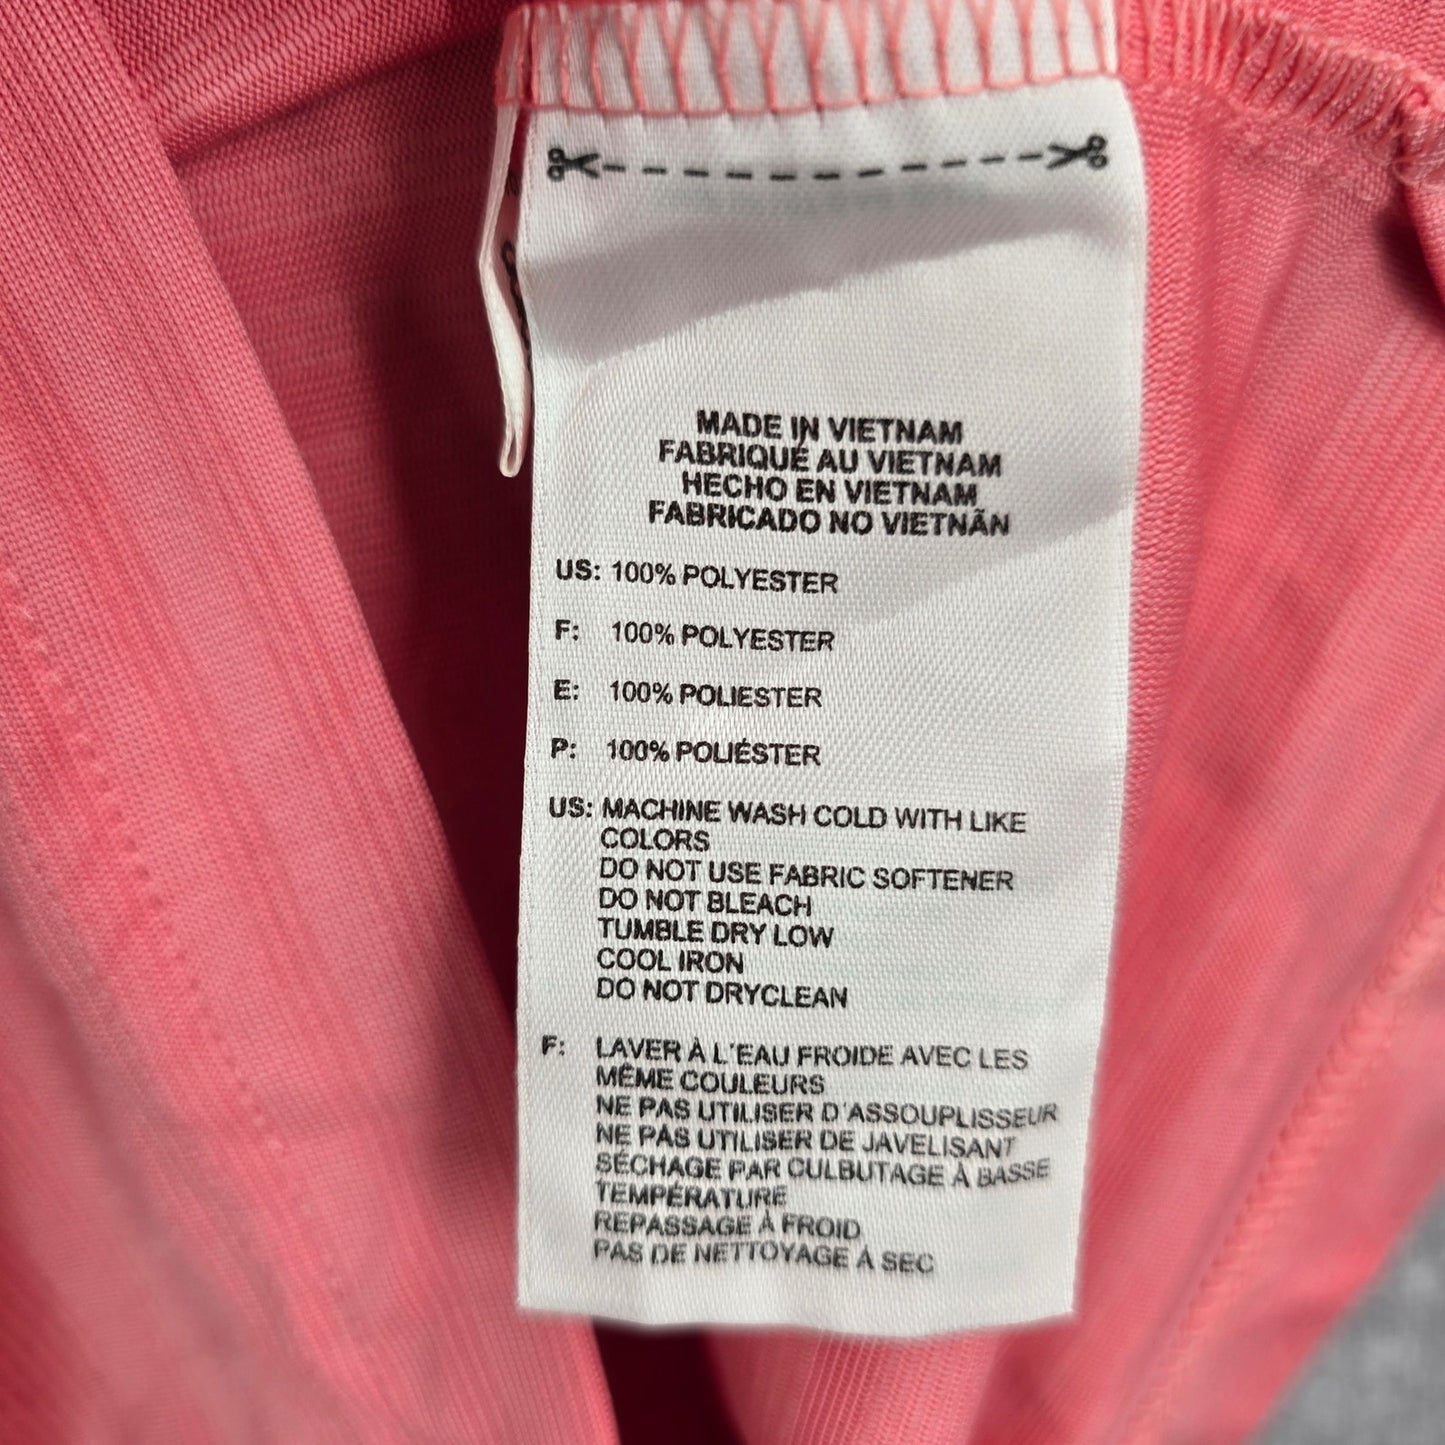 MADE IN VIETNAM
FABRIQUÉ AU VIETNAM
HECHO EN VIETNAM
FABRICADO NO VIETNÃN
US: 100% POLYESTER
F: 100% POLYESTER
E: 100% POLIESTER
P: 100% POLIÉSTER
US: MACHINE WASH COLD WITH LIKE
COLORS
DO NOT USE FABRIC SOFTENER
DO NOT BLEACH
TUMBLE DRY LOW
COOL IRON
DO NOT DRYCLEAN
F: LAVER À L'EAU FROIDE AVEC LES
MÊME COULEURS
NE PAS UTILISER D'ASSOUPLISSEUR
NE PAS UTILISER DE JAVELISANT
SÉCHAGE PAR CULBUTAGE À BASSE
TEMPÉRATURE
REPASSAGE À FROID
PAS DE NETTOYAGE À SEC